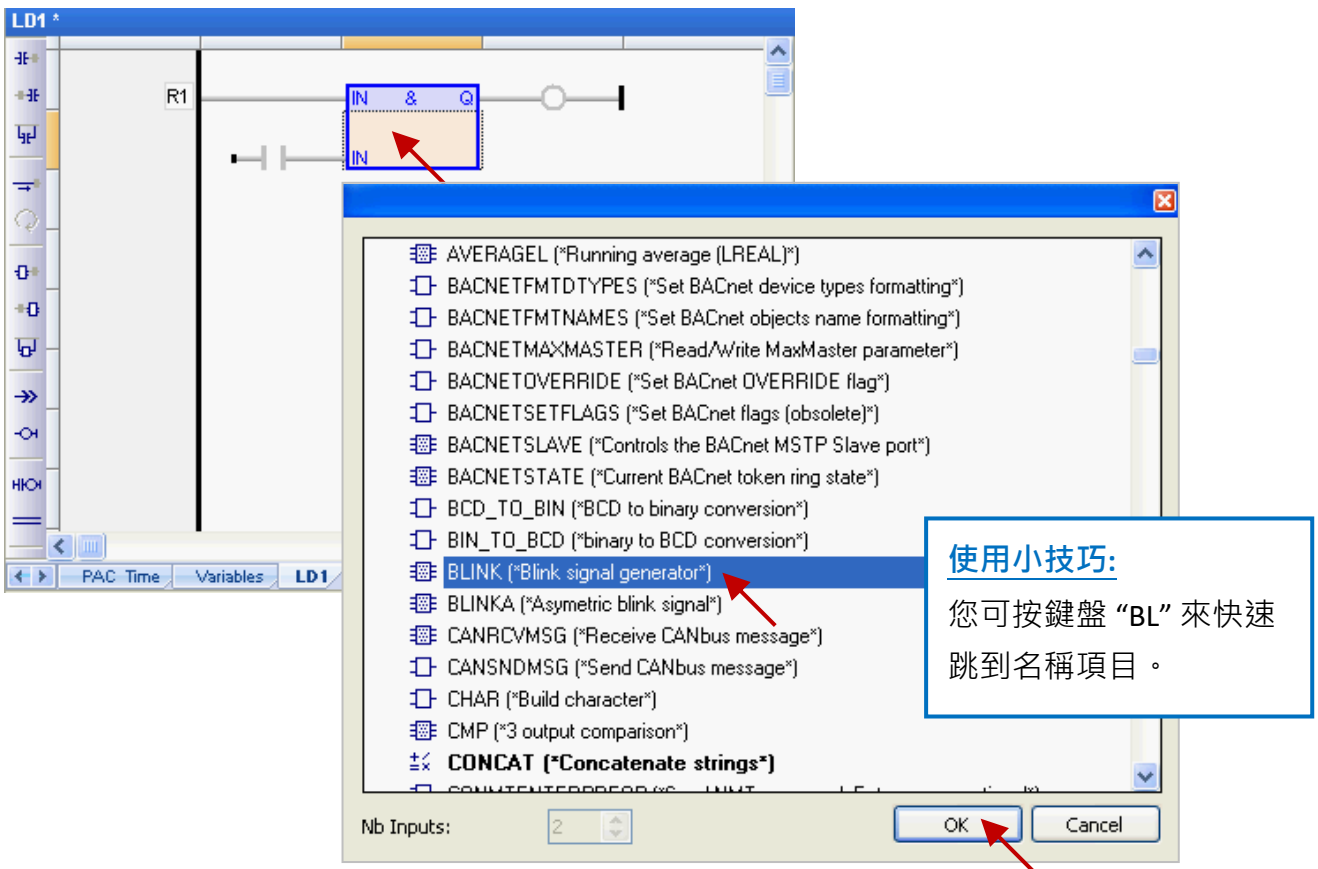 LD1 *
R1
IN & Q
IN
AVERAGEL (*Running average (LREAL)*)
BACNETFMTDTYPES (*Set BACnet device types formatting*)
BACNETFMTNAMES (*Set BACnet objects name formatting*)
BACNETMAXMASTER (*Read/Write MaxMaster parameter*)
BACNETOVERRIDE (*Set BACnet OVERRIDE flag*)
BACNETSETFLAGS (*Set BACnet flags (obsolete)*)
BACNETSLAVE (*Controls the BACnet MSTP Slave port*)
BACNETSTATE (*Current BACnet token ring state*)
BCD_TO_BIN (*BCD to binary conversion*)
BIN_TO_BCD (*binary to BCD conversion*)
BLINK (*Blink signal generator*)
BLINKA (*Asymetric blink signal*)
CANRCVMSG (*Receive CANbus message*)
CANSNDMSG (*Send CANbus message*)
CHAR (*Build character*)
CMP (*3 output comparison*)
CONCAT (*Concatenate strings*)
Nb Inputs: 2
OK Cancel
使用小技巧:
您可按鍵盤 “BL” 來快速
跳到名稱項目。
PAC Time Variables LD1